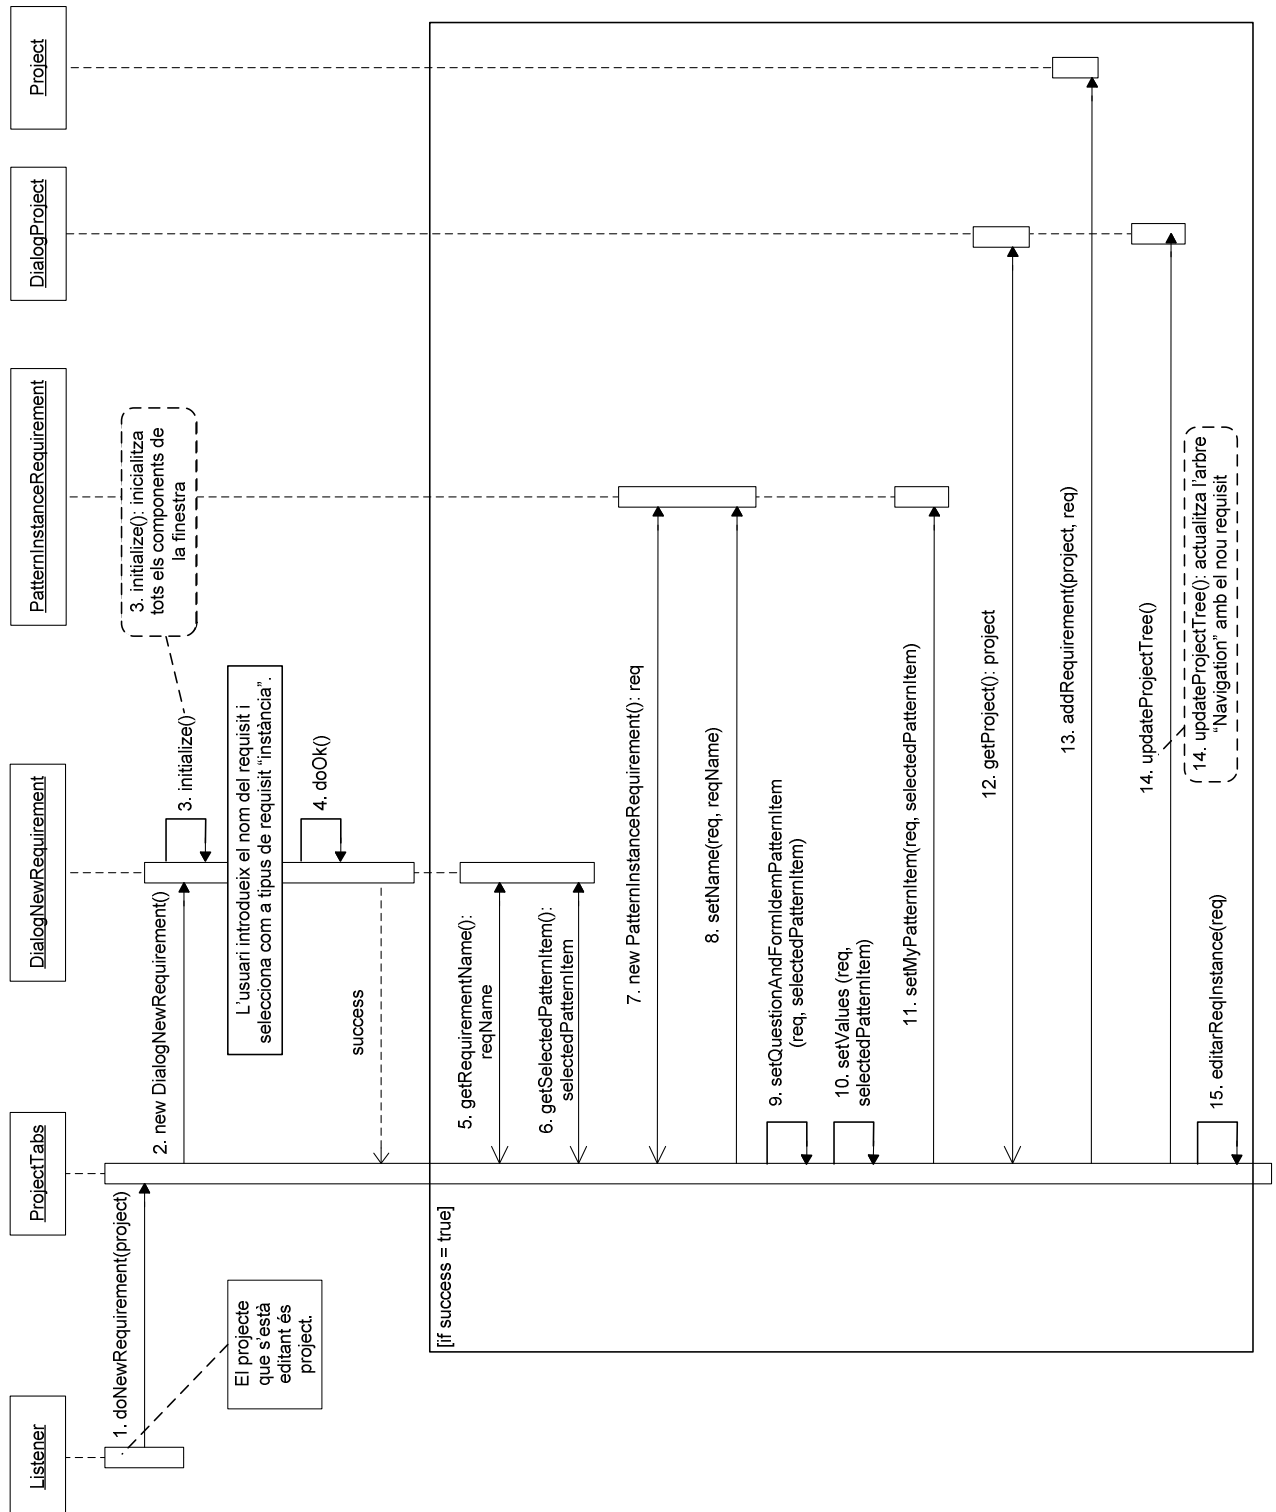 Listener
ProjectTabs
DialogNewRequirement
PatternInstanceRequirement
DialogProject
Project
1. doNewRequirement(project)
El projecte
que s'està
editant és
project.
2. new DialogNewRequirement()
3. initialize()
3. initialize(): inicialitza
tots els components de
la finestra
L'usuari introdueix el nom del requisit i
selecciona com a tipus de requisit “instància”.
4. doOk()
success
[if success = true]
5. getRequirementName():
reqName
6. getSelectedPatternItem():
selectedPatternItem
7. new PatternInstanceRequirement(): req
8. setName(req, reqName)
9. setQuestionAndFormIdemPatternItem
(req, selectedPatternItem)
10. setValues (req,
selectedPatternItem)
11. setMyPatternItem(req, selectedPatternItem)
12. getProject(): project
13. addRequirement(project, req)
14. updateProjectTree()
14. updateProjectTree(): actualitza l'arbre
“Navigation” amb el nou requisit
15. editarReqInstance(req)